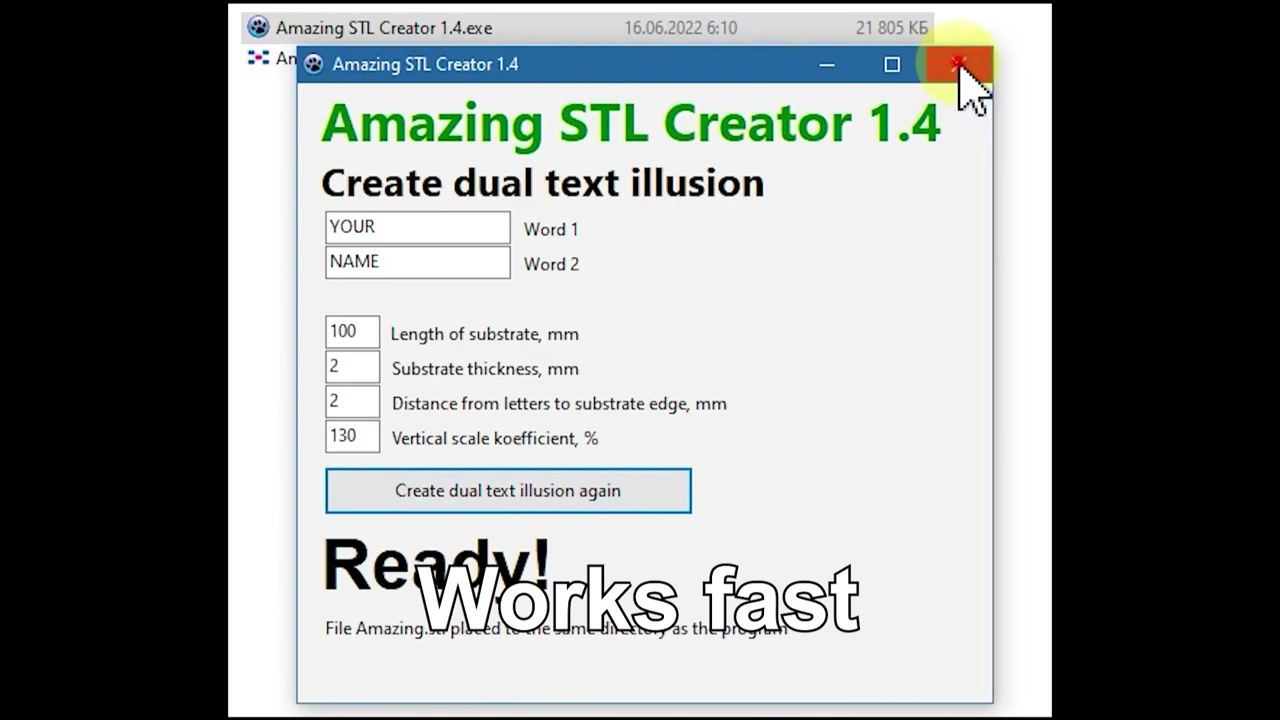 Amazing STL Creator 1.4.exe 16.06.2022 6:10 21 805 КБ
An
Amazing STL Creator 1.4
Amazing STL Creator 1.4
Create dual text illusion
YOUR Word 1
NAME Word 2
100 Length of substrate, mm
2 Substrate thickness, mm
2 Distance from letters to substrate edge, mm
130 Vertical scale koefficient, %
Create dual text illusion again
Ready!
Works fast
File Amazing.stl placed to the same directory as the program